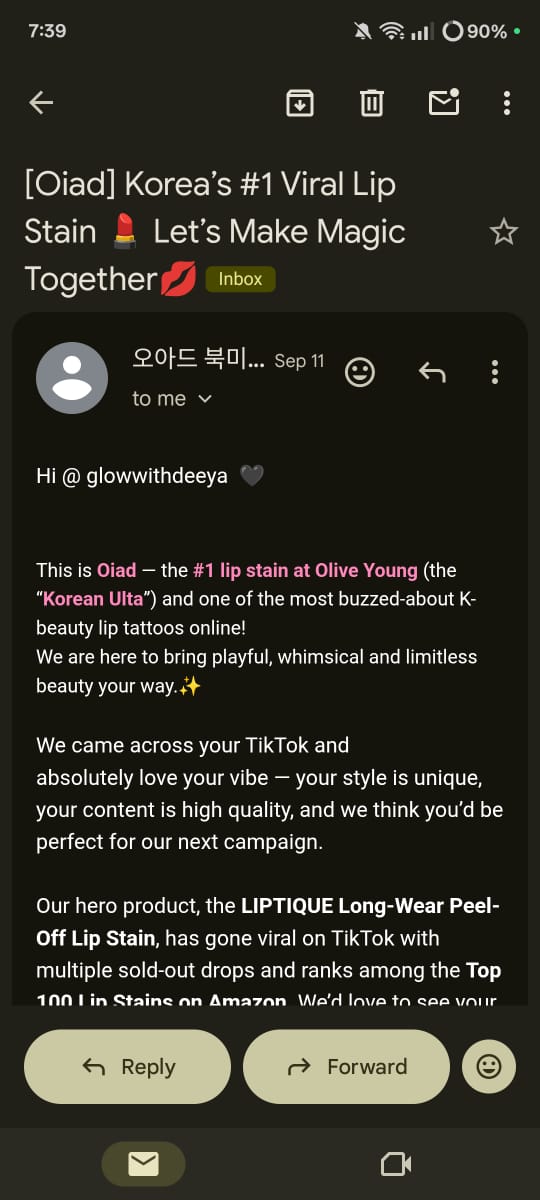 7:39
90%
[Oiad] Korea's #1 Viral Lip
Stain 💄 Let's Make Magic
Together💋 Inbox
오아드 북미... Sep 11
to me
Hi @ glowwithdeeya 🖤
This is Oiad — the #1 lip stain at Olive Young (the
“Korean Ulta”) and one of the most buzzed-about K-
beauty lip tattoos online!
We are here to bring playful, whimsical and limitless
beauty your way.✨
We came across your TikTok and
absolutely love your vibe — your style is unique,
your content is high quality, and we think you’d be
perfect for our next campaign.
Our hero product, the LIPTIQUE Long-Wear Peel-
Off Lip Stain, has gone viral on TikTok with
multiple sold-out drops and ranks among the Top
100 Lip Stains on Amazon. We’d love to see your
Reply
Forward